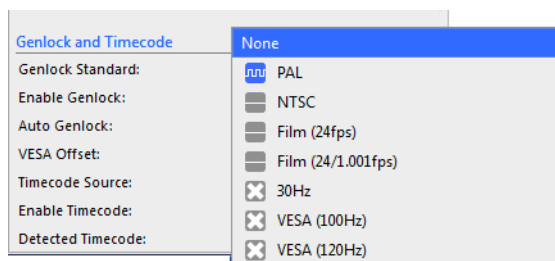 Genlock and Timecode
Genlock Standard:
Enable Genlock:
Auto Genlock:
VESA Offset:
Timecode Source:
Enable Timecode:
Detected Timecode:
None
PAL
NTSC
Film (24fps)
Film (24/1.001fps)
30Hz
VESA (100Hz)
VESA (120Hz)